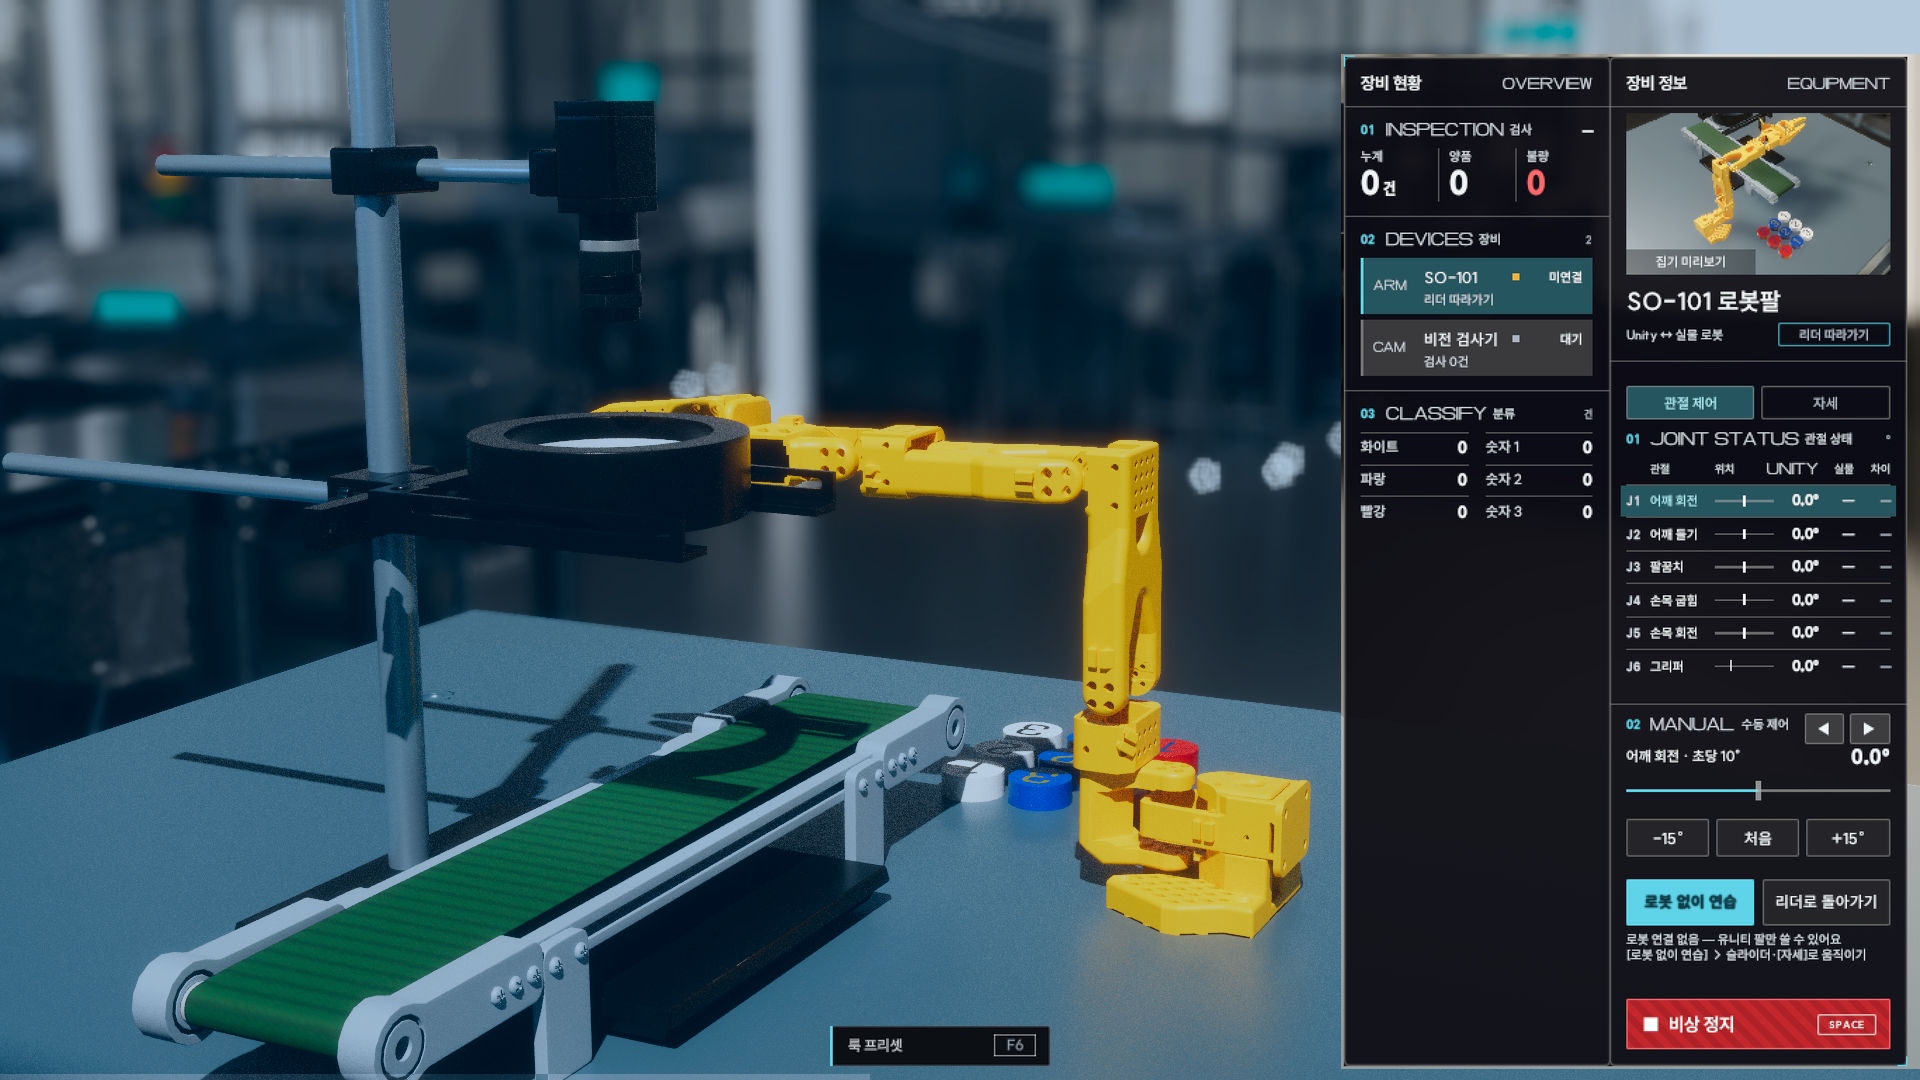 장비 현황 OVERVIEW
01 INSPECTION 검사 –
누계 양품 불량
0건 0 0
02 DEVICES 장비 2
ARM SO-101 미연결
리더 따라가기
CAM 비전 검사기 대기
검사 0건
03 CLASSIFY 분류 건
화이트 0 숫자 1 0
파랑 0 숫자 2 0
빨강 0 숫자 3 0
장비 정보 EQUIPMENT
집기 미리보기
SO-101 로봇팔
Unity ↔ 실물 로봇 리더 따라가기
관절 제어 자세
01 JOINT STATUS 관절 상태 °
관절 위치 UNITY 실물 차이
J1 어깨 회전 0.0° — —
J2 어깨 들기 0.0° — —
J3 팔꿈치 0.0° — —
J4 손목 굽힘 0.0° — —
J5 손목 회전 0.0° — —
J6 그리퍼 0.0° — —
02 MANUAL 수동 제어 ◀ ▶
어깨 회전 · 초당 10° 0.0°
-15° 처음 +15°
로봇 없이 연습 리더로 돌아가기
로봇 연결 없음 — 유니티 팔만 쓸 수 있어요
[로봇 없이 연습] > 슬라이더·[자세]로 움직이기
비상 정지 SPACE
룩 프리셋 F6